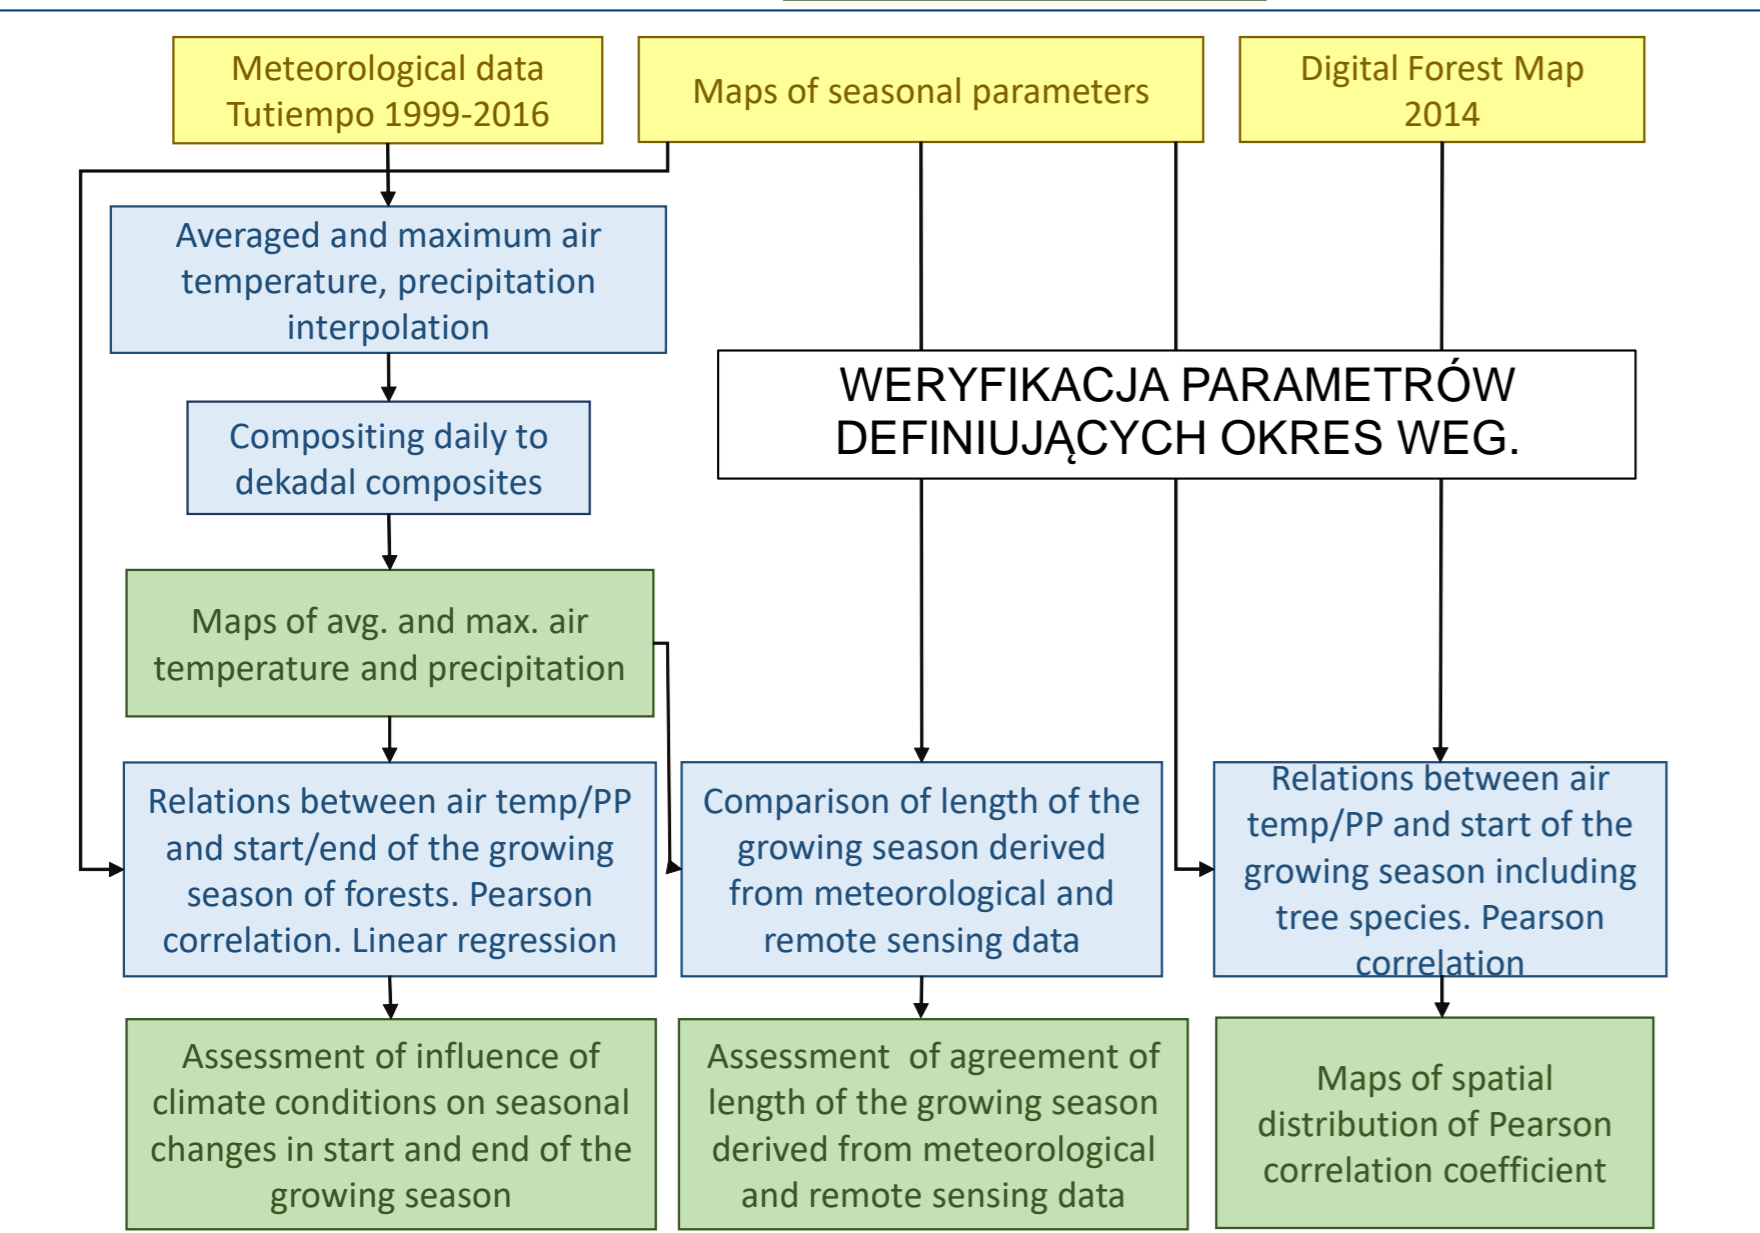 Meteorological data
Tutiempo 1999-2016
Maps of seasonal parameters
Digital Forest Map
2014
Averaged and maximum air
temperature, precipitation
interpolation
WERYFIKACJA PARAMETRÓW
DEFINIUJĄCYCH OKRES WEG.
Compositing daily to
dekadal composites
Maps of avg. and max. air
temperature and precipitation
Relations between air temp/PP
and start/end of the growing
season of forests. Pearson
correlation. Linear regression
Comparison of length of the
growing season derived
from meteorological and
remote sensing data
Relations between air
temp/PP and start of the
growing season including
tree species. Pearson
correlation
Assessment of influence of
climate conditions on seasonal
changes in start and end of the
growing season
Assessment  of agreement of
length of the growing season
derived from meteorological
and remote sensing data
Maps of spatial
distribution of Pearson
correlation coefficient